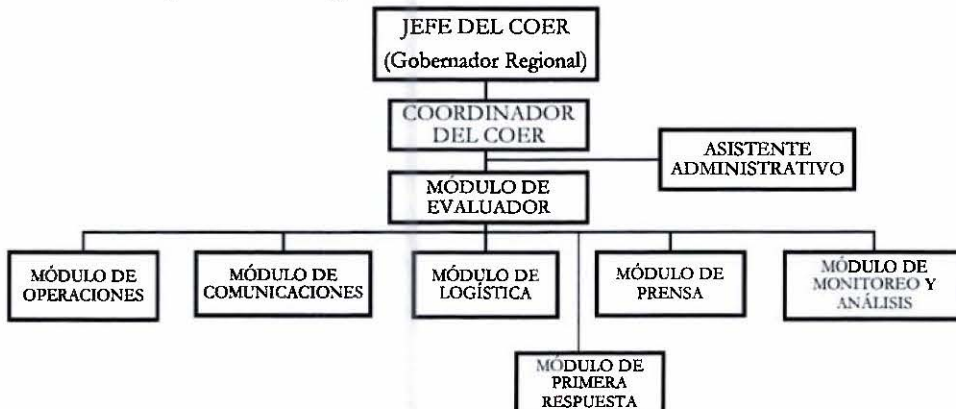 JEFE DEL COER
(Gobernador Regional)
COORDINADOR
DEL COER
ASISTENTE
ADMINISTRATIVO
MÓDULO DE
EVALUADOR
MÓDULO DE
OPERACIONES
MÓDULO DE
COMUNICACIONES
MÓDULO DE
LOGÍSTICA
MÓDULO DE
PRENSA
MÓDULO DE
MONITOREO Y
ANÁLISIS
MÓDULO DE
PRIMERA
RESPUESTA